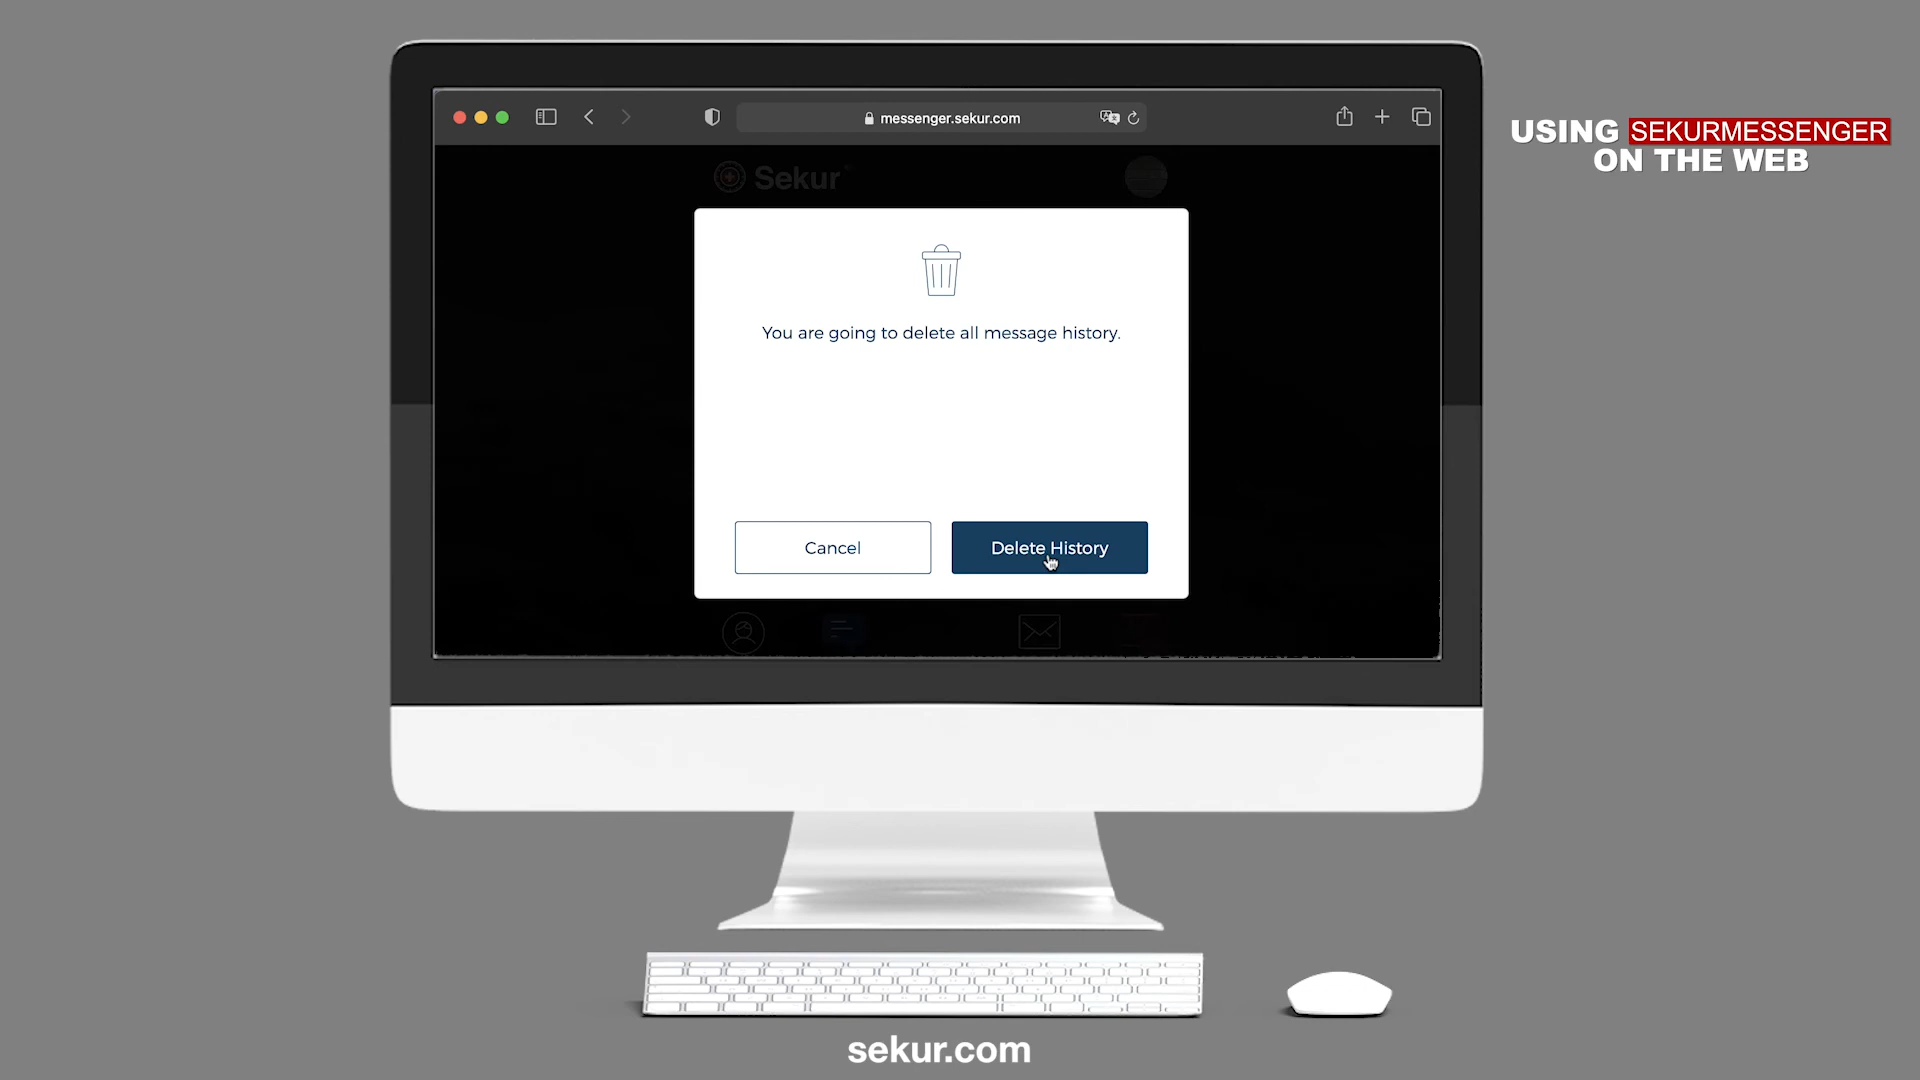 messenger.sekur.com
USING SEKURMESSENGER
ON THE WEB
Sekur
You are going to delete all message history.
Cancel
Delete History
sekur.com